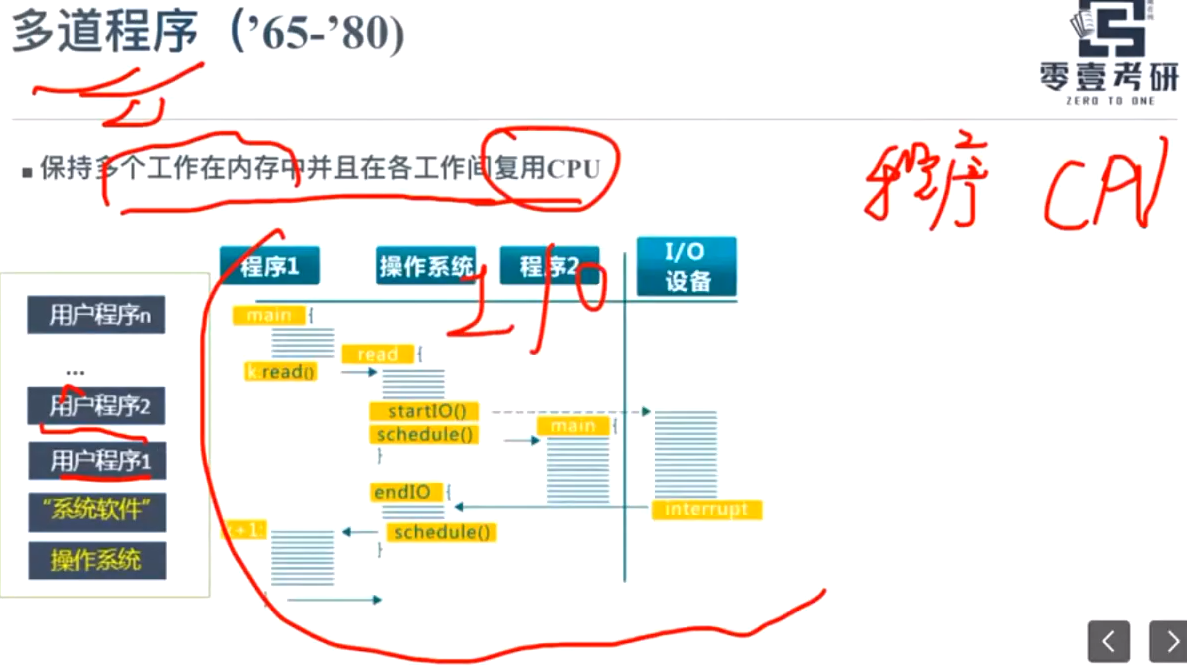 多道程序（’65-’80)
零壹考研
ZERO TO ONE
■ 保持多个工作在内存中并且在各工作间复用CPU
程序 CPU
程序1
操作系统
程序2
I/O
设备
I/O
用户程序n
...
用户程序2
用户程序1
“系统软件”
操作系统
main {
read {
k read()
startIO()
schedule()
}
main {
endIO {
interrupt
k+1:
schedule()
}
}